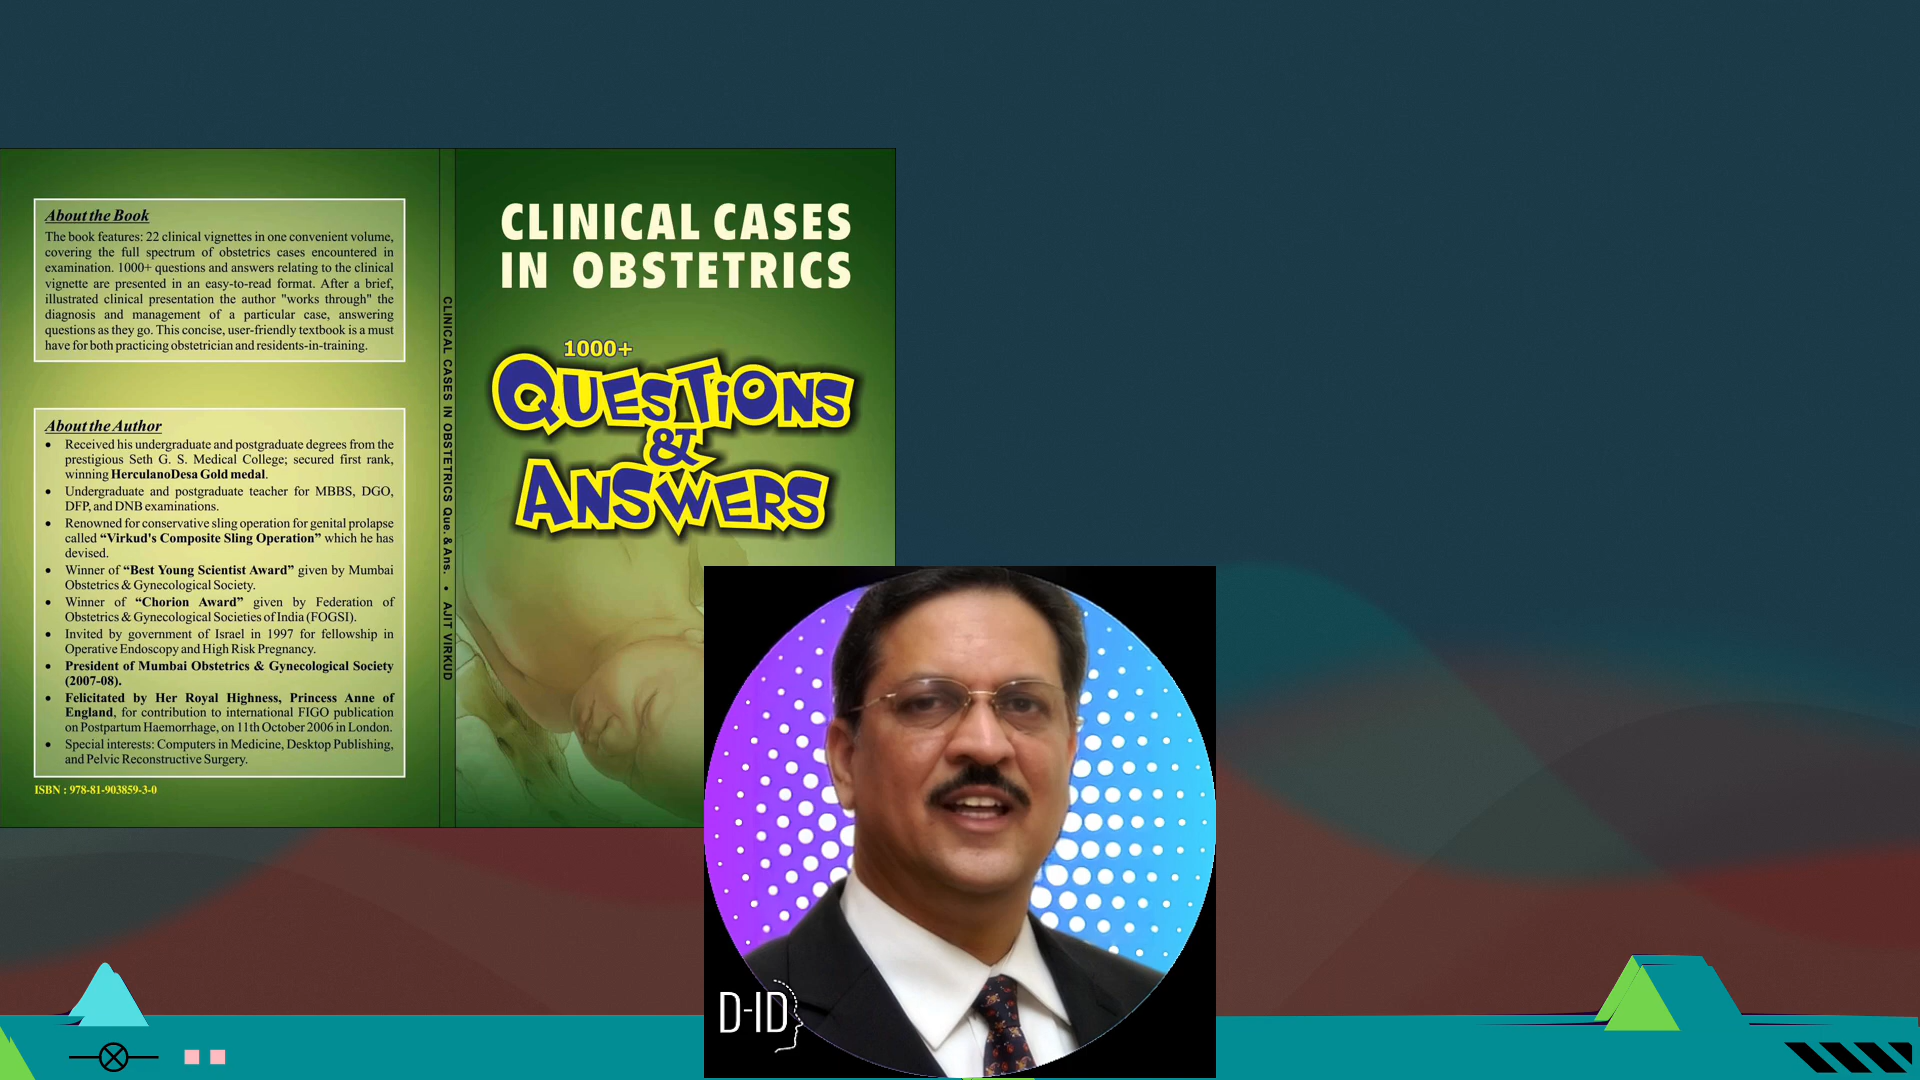 About the Book
The book features: 22 clinical vignettes in one convenient volume,
covering the full spectrum of obstetrics cases encountered in
examination. 1000+ questions and answers relating to the clinical
vignette are presented in an easy-to-read format. After a brief,
illustrated clinical presentation the author "works through" the
diagnosis and management of a particular case, answering
questions as they go. This concise, user-friendly textbook is a must
have for both practicing obstetrician and residents-in-training.
About the Author
• Received his undergraduate and postgraduate degrees from the
prestigious Seth G. S. Medical College; secured first rank,
winning HerculanoDesa Gold medal.
• Undergraduate and postgraduate teacher for MBBS, DGO,
DFP, and DNB examinations.
• Renowned for conservative sling operation for genital prolapse
called “Virkud's Composite Sling Operation” which he has
devised.
• Winner of “Best Young Scientist Award” given by Mumbai
Obstetrics & Gynecological Society.
• Winner of “Chorion Award” given by Federation of
Obstetrics & Gynecological Societies of India (FOGSI).
• Invited by government of Israel in 1997 for fellowship in
Operative Endoscopy and High Risk Pregnancy.
• President of Mumbai Obstetrics & Gynecological Society
(2007-08).
• Felicitated by Her Royal Highness, Princess Anne of
England, for contribution to international FIGO publication
on Postpartum Haemorrhage, on 11th October 2006 in London.
• Special interests: Computers in Medicine, Desktop Publishing,
and Pelvic Reconstructive Surgery.
ISBN : 978-81-903859-3-0
CLINICAL CASES IN OBSTETRICS Que. & Ans. • AJIT VIRKUD
CLINICAL CASES
IN OBSTETRICS
1000+
QUESTIONS
&
ANSWERS
D-ID